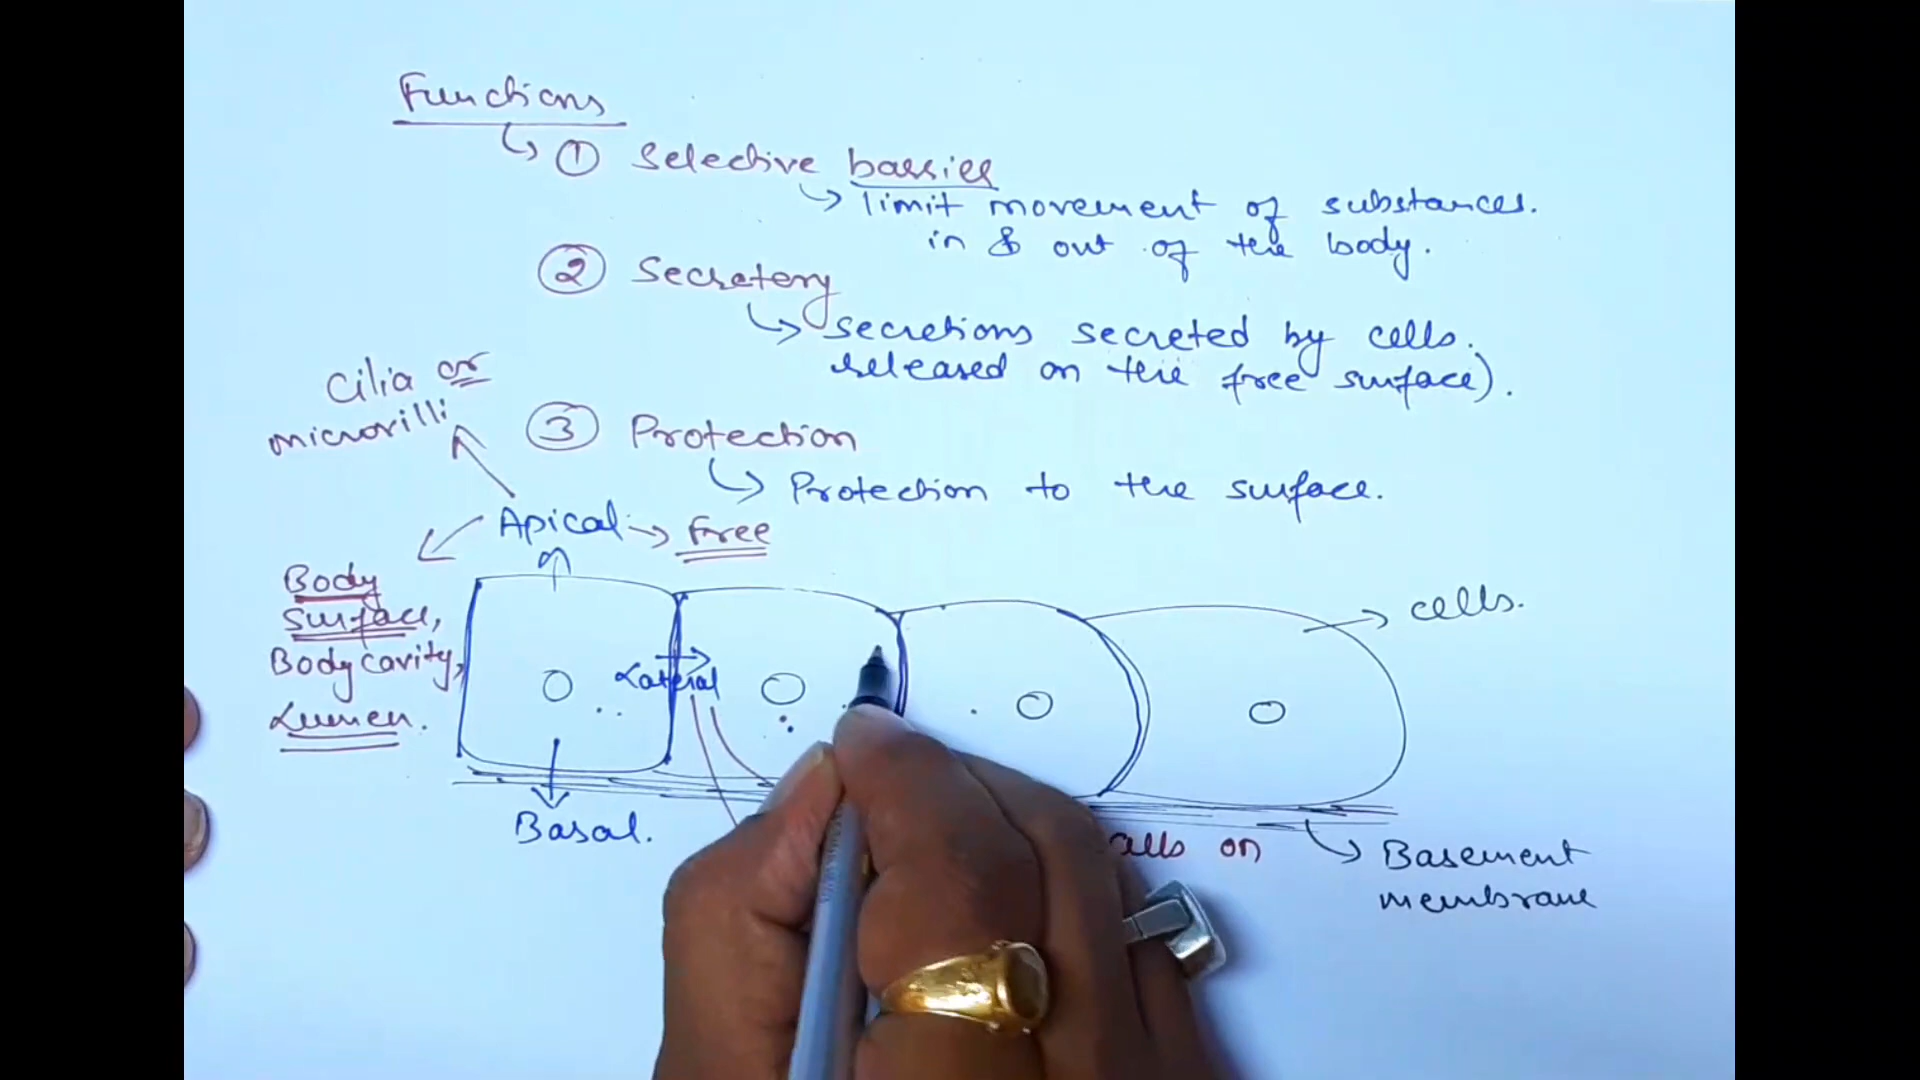 Functions
① Selective barrier
limit movement of substances.
in & out of the body.
② Secretory
secretions secreted by cells.
released on the free surface).
Cilia or
microvilli
③ Protection
Protection to the surface.
Apical → Free
Body
surface,
Body cavity,
Lumen.
cells.
Lateral
Basal.
cells on
Basement
membrane